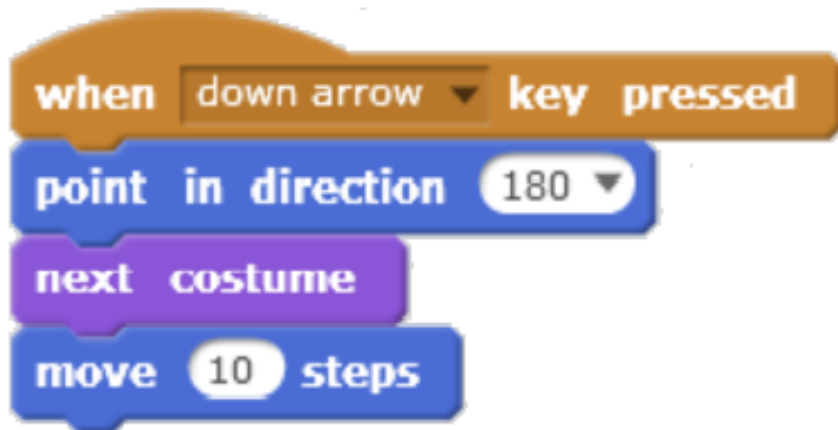 when down arrow key pressed
point in direction 180
next costume
move 10 steps